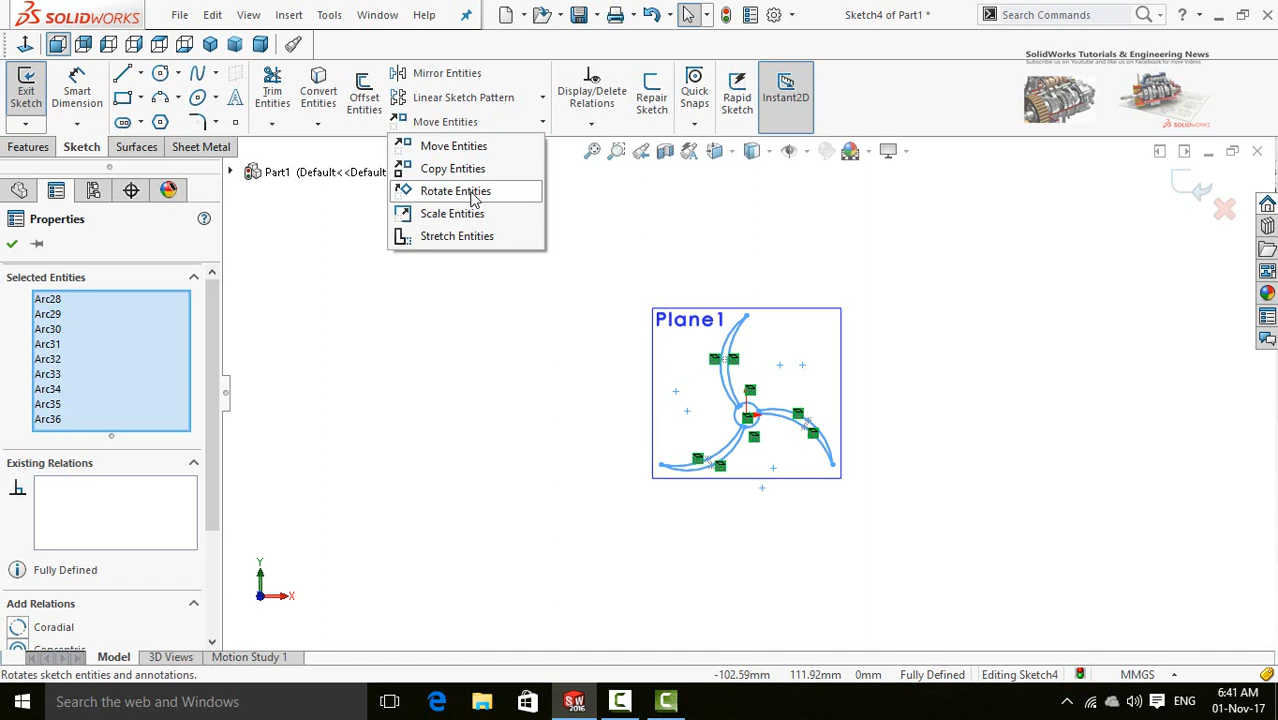 SOLIDWORKS
File Edit View Insert Tools Window Help
Sketch4 of Part1 *
Search Commands
Exit Sketch
Smart Dimension
Trim Entities
Convert Entities
Offset Entities
Mirror Entities
Linear Sketch Pattern
Move Entities
Display/Delete Relations
Repair Sketch
Quick Snaps
Rapid Sketch
Instant2D
SolidWorks Tutorials & Engineering News
SOLIDWORKS
Features Sketch Surfaces Sheet Metal
Move Entities
Copy Entities
Rotate Entities
Scale Entities
Stretch Entities
Part1 (Default<<Default
Properties
Selected Entities
Arc28
Arc29
Arc30
Arc31
Arc32
Arc33
Arc34
Arc35
Arc36
Existing Relations
Fully Defined
Add Relations
Coradial
Plane1
Y
X
Model 3D Views Motion Study 1
Rotates sketch entities and annotations.
-102.59mm 111.92mm 0mm Fully Defined Editing Sketch4 MMGS
Search the web and Windows
SW 2016
ENG
6:41 AM
01-Nov-17